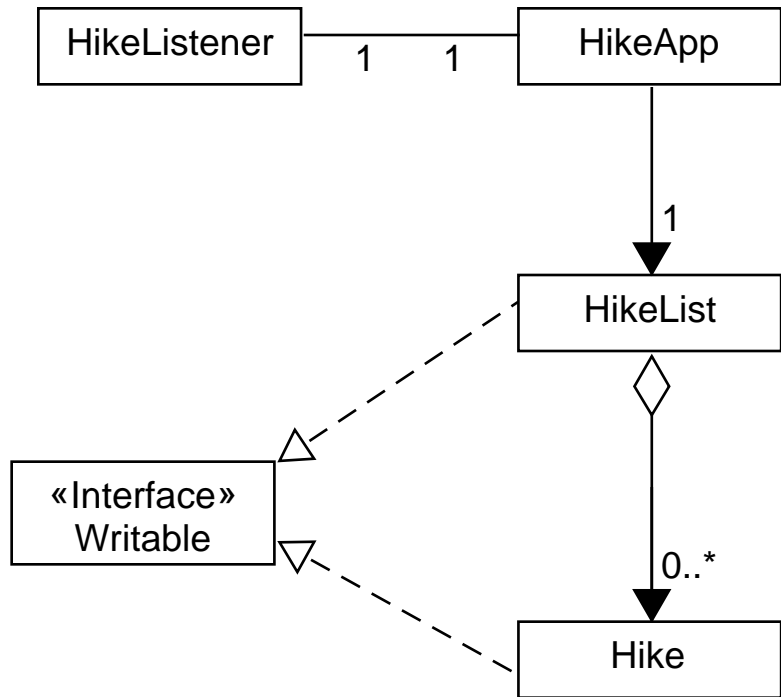 HikeListener
1
1
HikeApp
1
HikeList
«Interface»
Writable
0..*
Hike